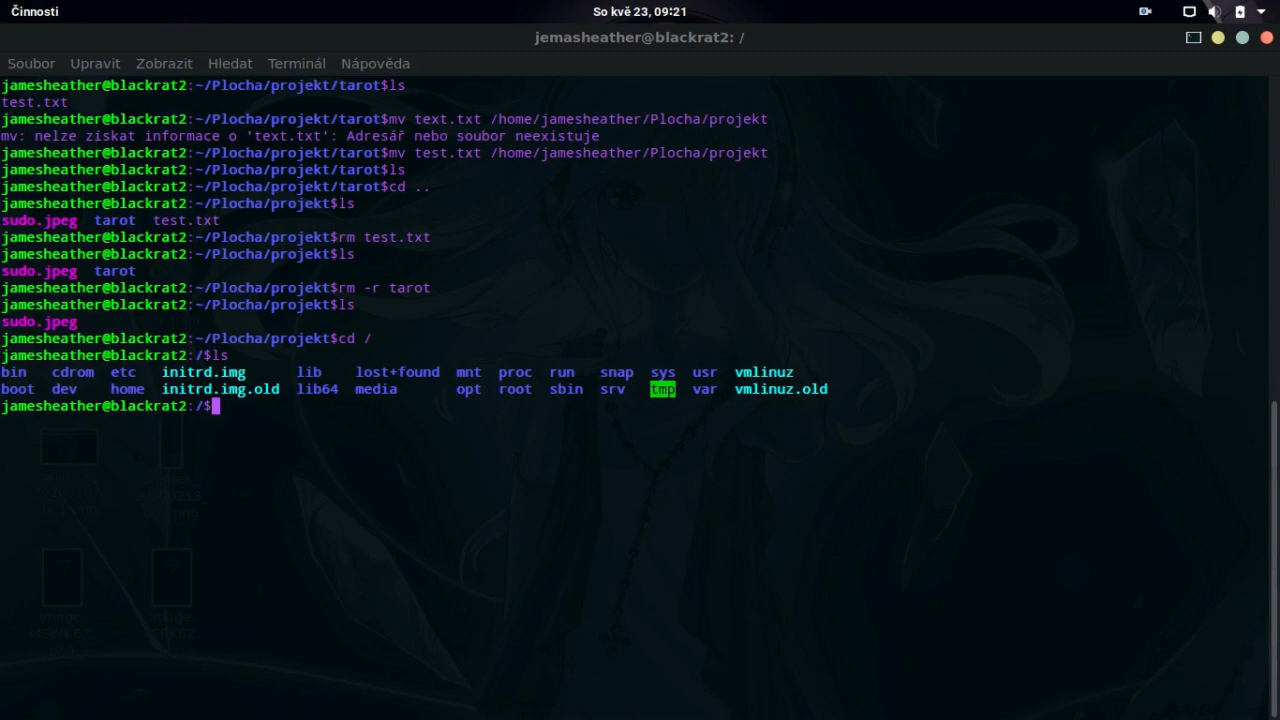 Činnosti
So kvě 23, 09:21
jemasheather@blackrat2: /
Soubor Upravit Zobrazit Hledat Terminál Nápověda
jamesheather@blackrat2:~/Plocha/projekt/tarot$ls
test.txt
jamesheather@blackrat2:~/Plocha/projekt/tarot$mv text.txt /home/jamesheather/Plocha/projekt
mv: nelze získat informace o 'text.txt': Adresář nebo soubor neexistuje
jamesheather@blackrat2:~/Plocha/projekt/tarot$mv test.txt /home/jamesheather/Plocha/projekt
jamesheather@blackrat2:~/Plocha/projekt/tarot$ls
jamesheather@blackrat2:~/Plocha/projekt/tarot$cd ..
jamesheather@blackrat2:~/Plocha/projekt$ls
sudo.jpeg tarot test.txt
jamesheather@blackrat2:~/Plocha/projekt$rm test.txt
jamesheather@blackrat2:~/Plocha/projekt$ls
sudo.jpeg tarot
jamesheather@blackrat2:~/Plocha/projekt$rm -r tarot
jamesheather@blackrat2:~/Plocha/projekt$ls
sudo.jpeg
jamesheather@blackrat2:~/Plocha/projekt$cd /
jamesheather@blackrat2:/$ls
bin cdrom etc initrd.img lib lost+found mnt proc run snap sys usr vmlinuz
boot dev home initrd.img.old lib64 media opt root sbin srv tmp var vmlinuz.old
jamesheather@blackrat2:/$